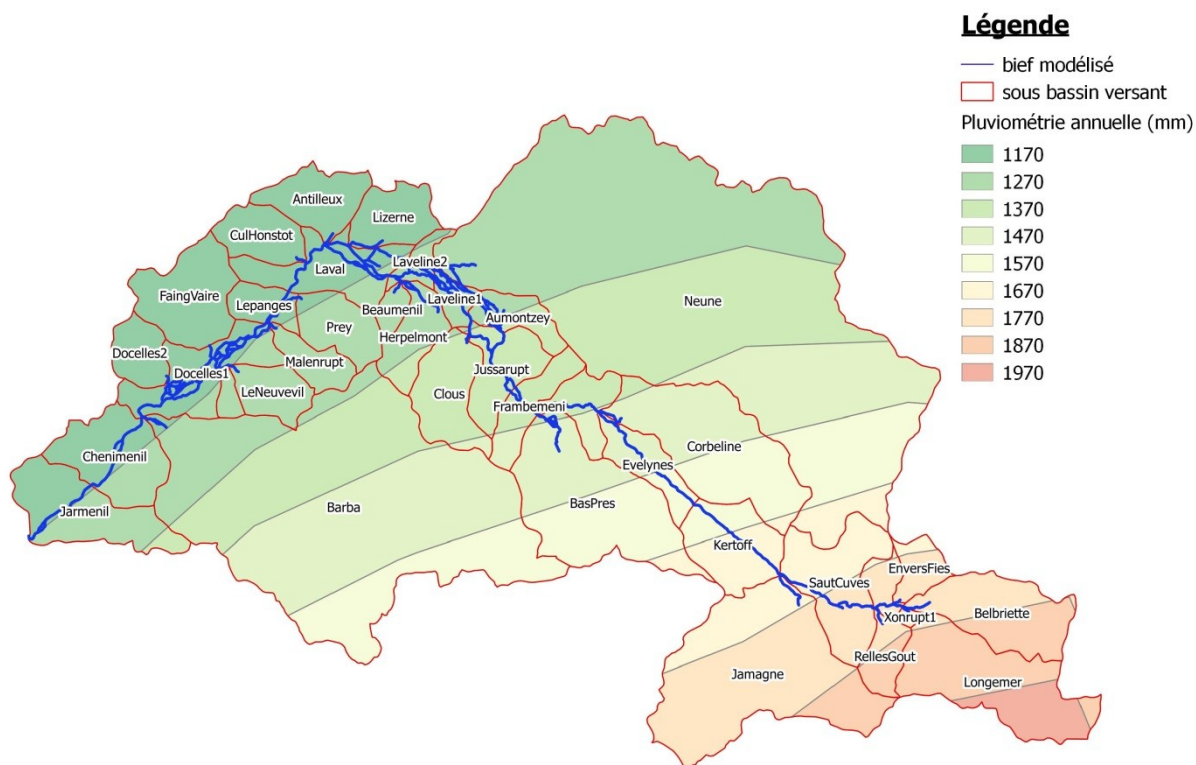 Légende
bief modélisé
sous bassin versant
Pluviométrie annuelle (mm)
1170
1270
1370
1470
1570
1670
1770
1870
1970
Antilleux
Lizerne
CulHonstot
Laveline2
Laval
FaingVaire
Laveline1
Neune
Lepanges
Beaumenil
Aumontzey
Prey
Herpelmont
Docelles2
Malenrupt
Docelles1
Jussarupt
LeNeuvevil
Clous
Frambemeni
Corbeline
Chenimenil
Evelynes
Barba
BasPres
Jarmenil
Kertoff
EnversFies
SautCuves
Belbriette
Xonrupt1
RellesGout
Jamagne
Longemer